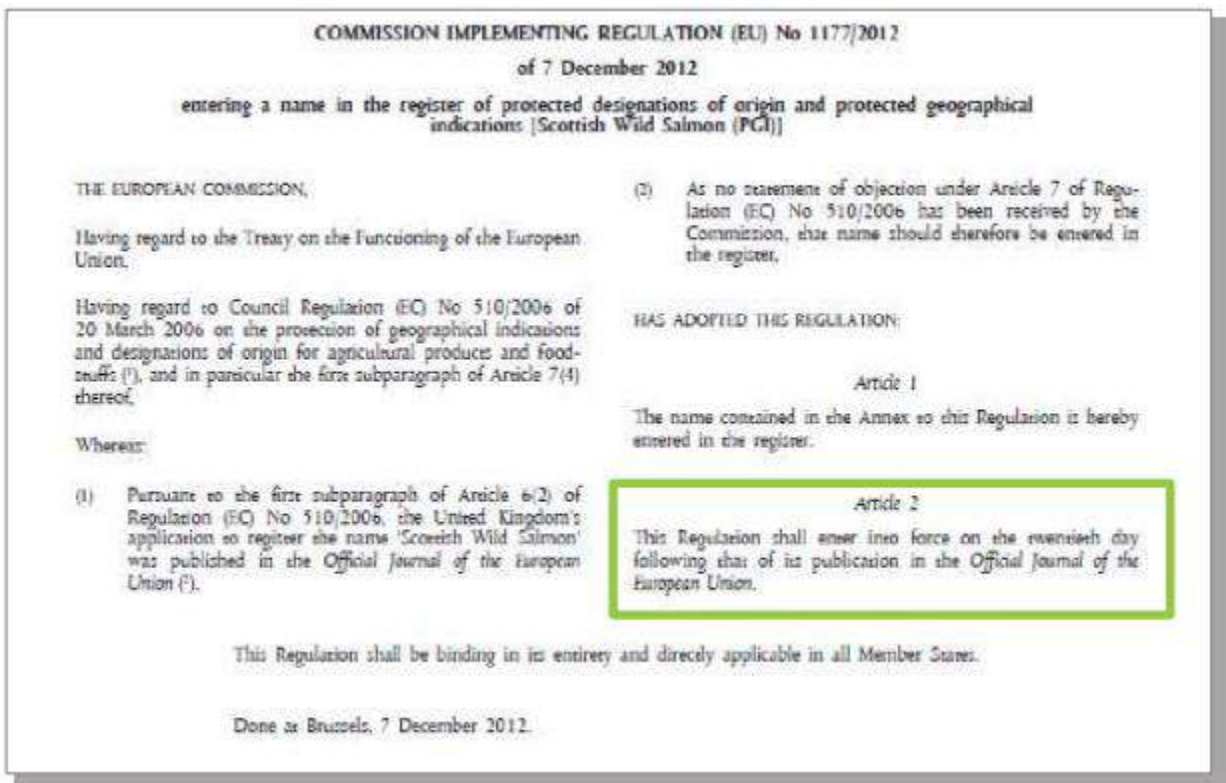 COMMISSION IMPLEMENTING REGULATION (EU) No 1177/2012
of 7 December 2012
entering a name in the register of protected designations of origin and protected geographical
indications [Scottish Wild Salmon (PGI)]
THE EUROPEAN COMMISSION,
Having regard to the Treaty on the Functioning of the European
Union,
Having regard to Council Regulation (EC) No 510/2006 of
20 March 2006 on the protection of geographical indications
and designations of origin for agricultural products and food-
stuffs (¹), and in particular the first subparagraph of Article 7(4)
thereof,
Whereas:
(1) Pursuant to the first subparagraph of Article 6(2) of
Regulation (EC) No 510/2006, the United Kingdom's
application to register the name 'Scottish Wild Salmon'
was published in the Official Journal of the European
Union (²).
(2) As no statement of objection under Article 7 of Regu-
lation (EC) No 510/2006 has been received by the
Commission, that name should therefore be entered in
the register,
HAS ADOPTED THIS REGULATION:
Article 1
The name contained in the Annex to this Regulation is hereby
entered in the register.
Article 2
This Regulation shall enter into force on the twentieth day
following that of its publication in the Official Journal of the
European Union.
This Regulation shall be binding in its entirety and directly applicable in all Member States.
Done at Brussels, 7 December 2012.